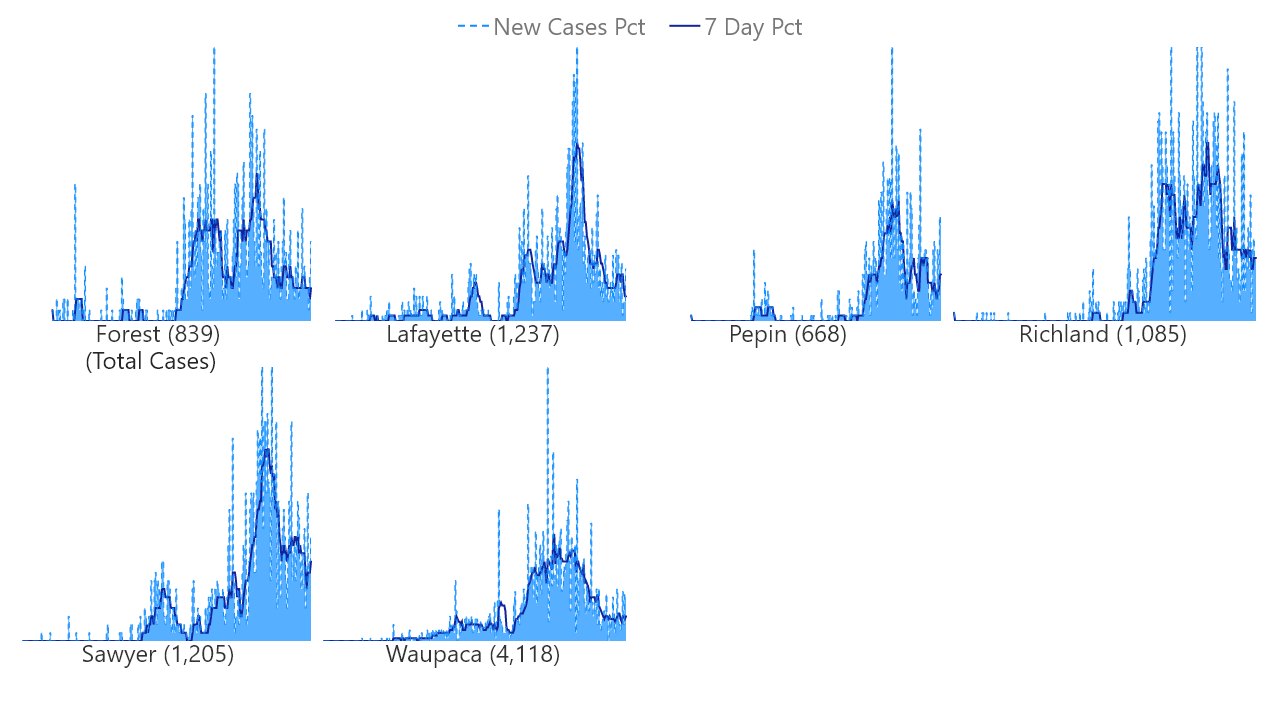 New Cases Pct 7 Day Pct
Forest (839)
(Total Cases)
Lafayette (1,237)
Pepin (668)
Richland (1,085)
Sawyer (1,205)
Waupaca (4,118)